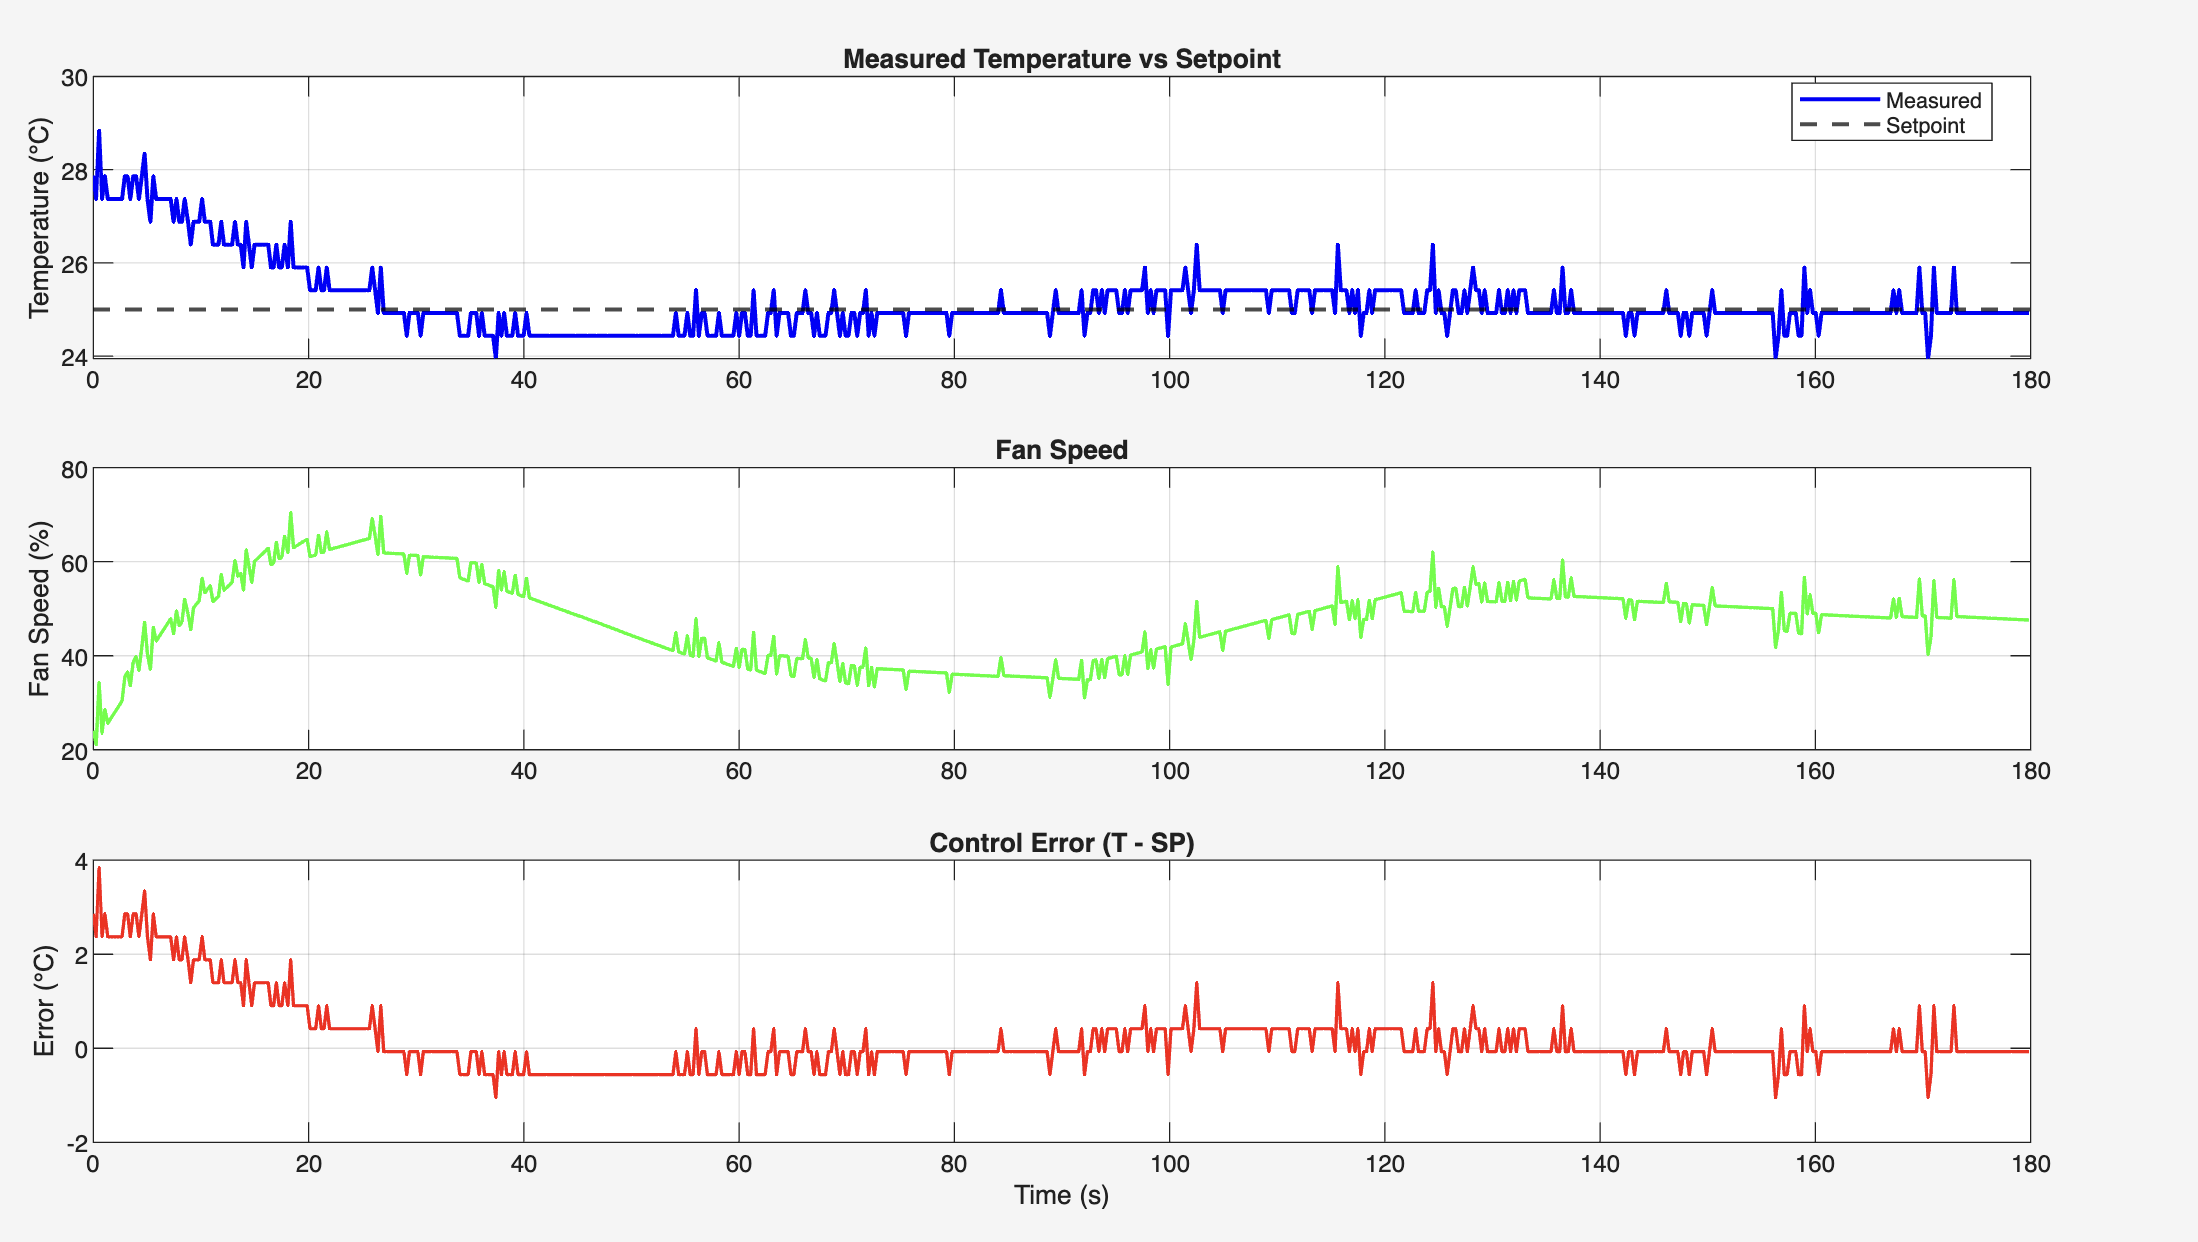 Measured Temperature vs Setpoint
Temperature (°C)
30
28
26
24
Measured
Setpoint
0 20 40 60 80 100 120 140 160 180
Fan Speed
Fan Speed (%)
80
60
40
20
0 20 40 60 80 100 120 140 160 180
Control Error (T - SP)
Error (°C)
4
2
0
-2
0 20 40 60 80 100 120 140 160 180
Time (s)